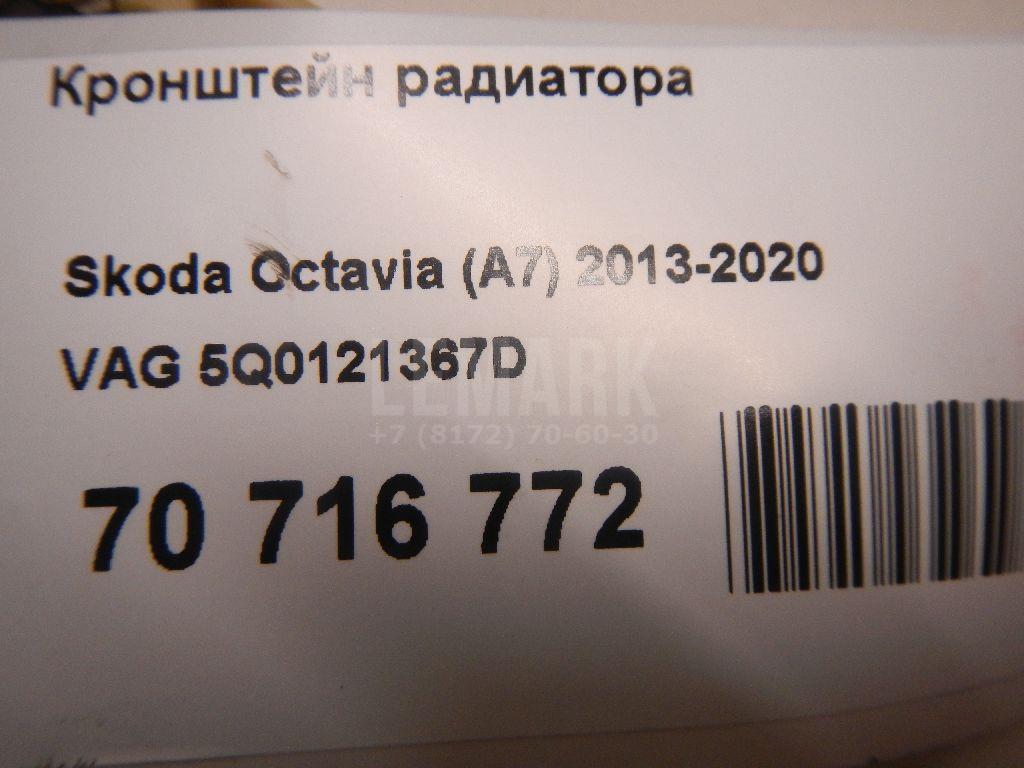 Кронштейн радиатора
Skoda Octavia (A7) 2013-2020
VAG 5Q0121367D
LEMARK
+7 (8172) 70-60-30
70 716 772